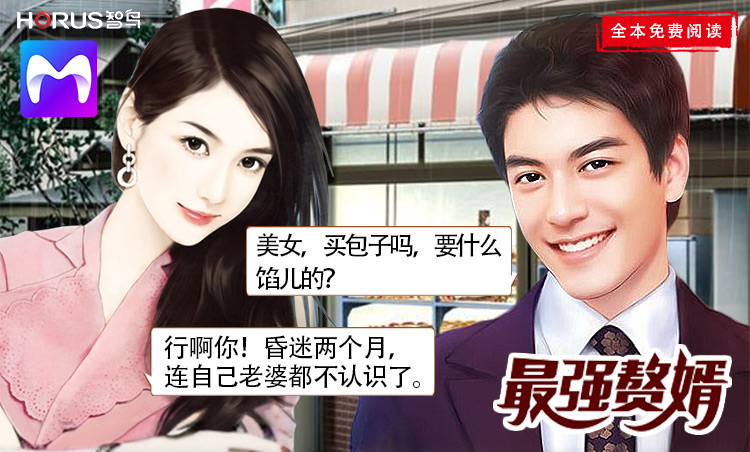 HORUS智鸟
全本免费阅读
美女，买包子吗，要什么
馅儿的？
行啊你！昏迷两个月，
连自己老婆都不认识了。
最强赘婿